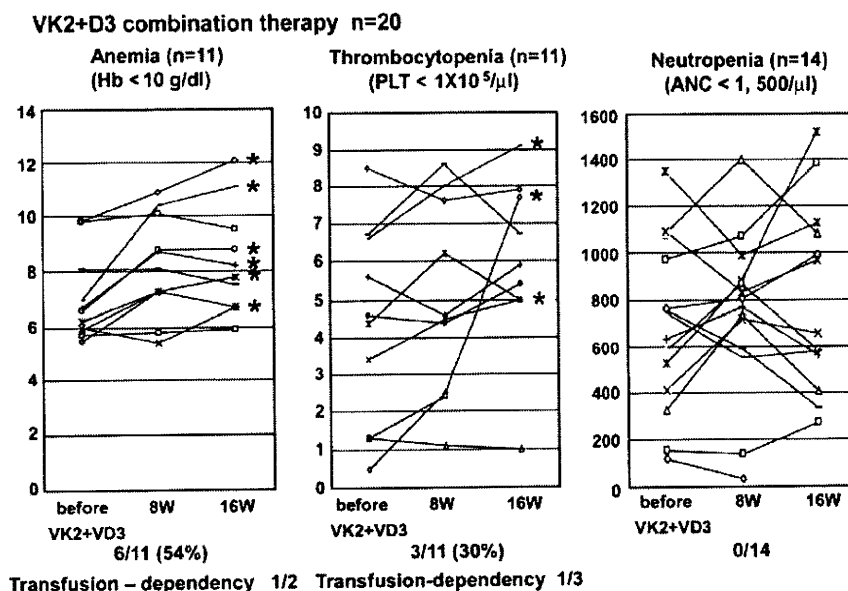 VK2+D3 combination therapy n=20
Anemia (n=11)
(Hb < 10 g/dl)
14
12
10
8
6
4
2
0
*
*
*
*
*
before
8W
16W
VK2+VD3
6/11 (54%)
Transfusion – dependency 1/2
Thrombocytopenia (n=11)
(PLT < 1X10⁵/µl)
10
9
8
7
6
5
4
3
2
1
0
*
*
*
before
8W
16W
VK2+VD3
3/11 (30%)
Transfusion-dependency 1/3
Neutropenia (n=14)
(ANC < 1, 500/µl)
1600
1400
1200
1000
800
600
400
200
0
before
8W
16W
VK2+VD3
0/14